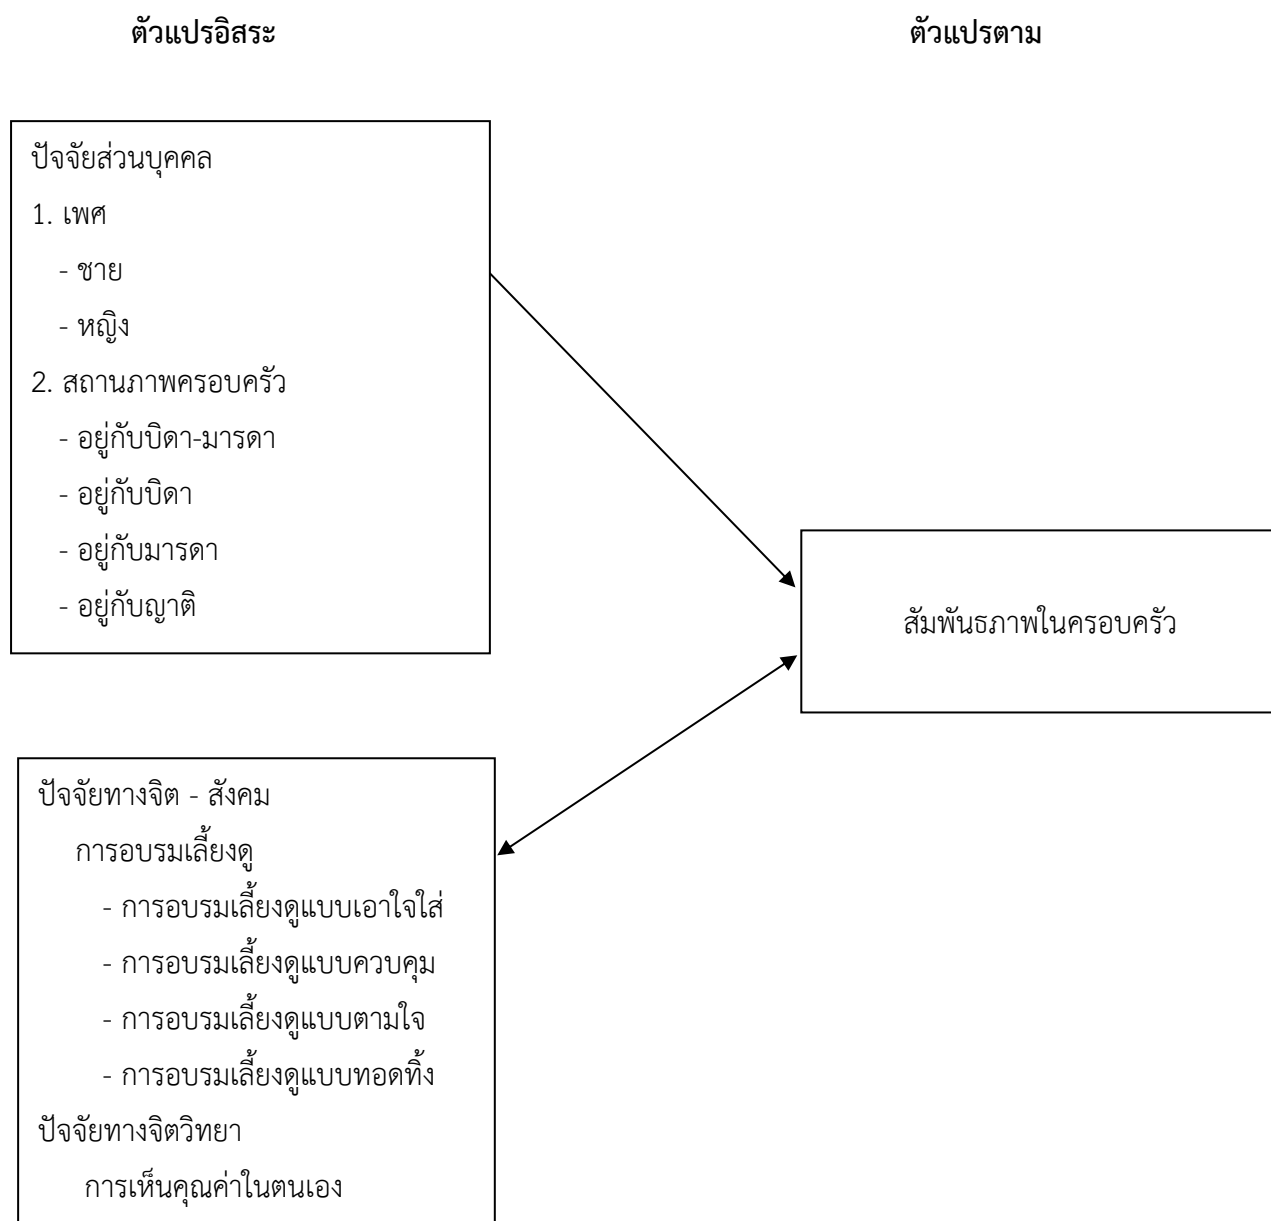 ตัวแปรอิสระ
ตัวแปรตาม
ปัจจัยส่วนบุคคล
1. เพศ
- ชาย
- หญิง
2. สถานภาพครอบครัว
- อยู่กับบิดา-มารดา
- อยู่กับบิดา
- อยู่กับมารดา
- อยู่กับญาติ
สัมพันธภาพในครอบครัว
ปัจจัยทางจิต - สังคม
การอบรมเลี้ยงดู
- การอบรมเลี้ยงดูแบบเอาใจใส่
- การอบรมเลี้ยงดูแบบควบคุม
- การอบรมเลี้ยงดูแบบตามใจ
- การอบรมเลี้ยงดูแบบทอดทิ้ง
ปัจจัยทางจิตวิทยา
การเห็นคุณค่าในตนเอง